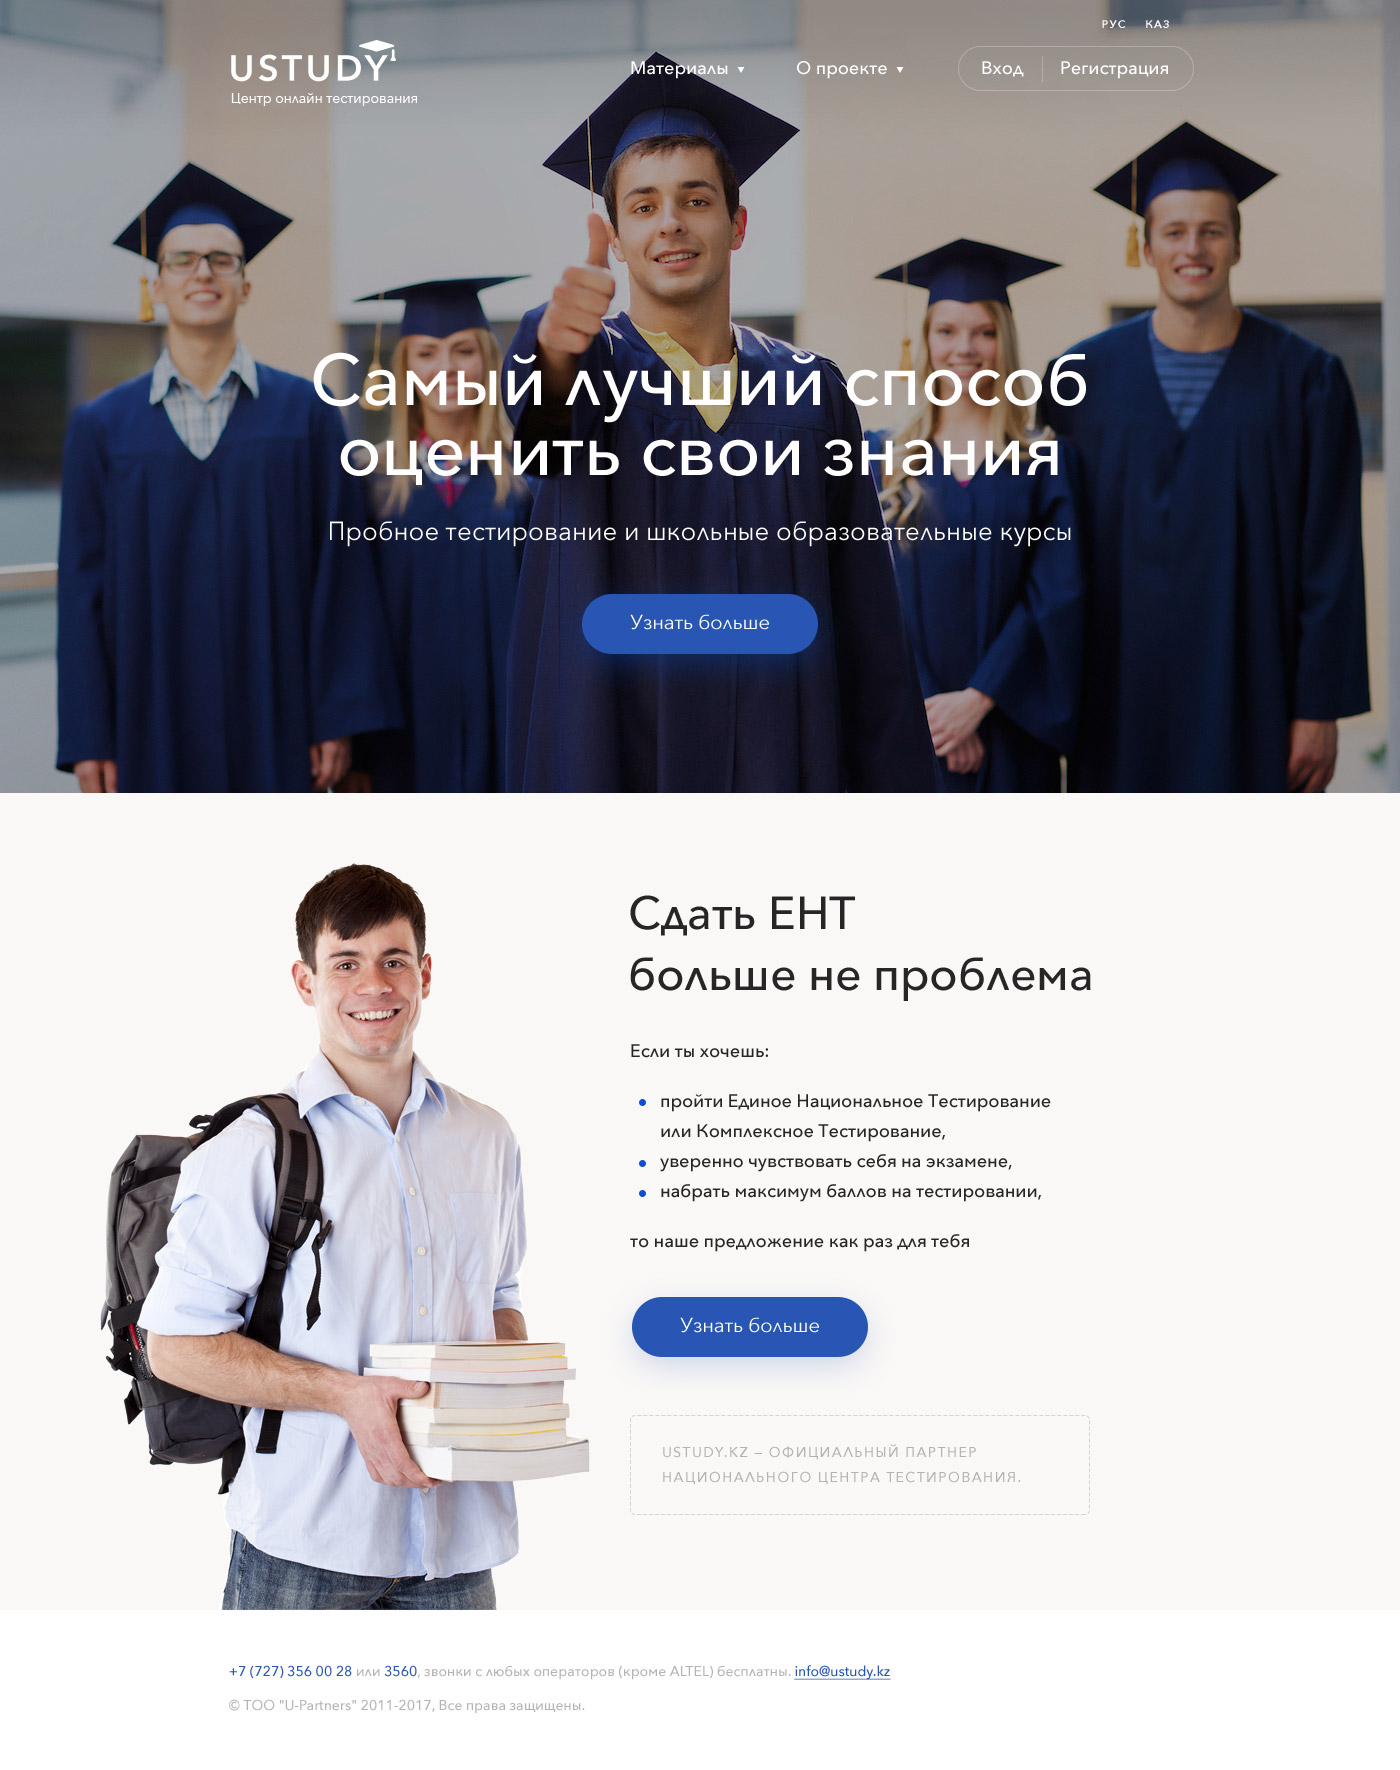 РУС КАЗ
USTUDY
Центр онлайн тестирования
Материалы О проекте Вход Регистрация
Самый лучший способ
оценить свои знания
Пробное тестирование и школьные образовательные курсы
Узнать больше
Сдать ЕНТ
больше не проблема
Если ты хочешь:
пройти Единое Национальное Тестирование
или Комплексное Тестирование,
уверенно чувствовать себя на экзамене,
набрать максимум баллов на тестировании,
то наше предложение как раз для тебя
Узнать больше
USTUDY.KZ – ОФИЦИАЛЬНЫЙ ПАРТНЕР
НАЦИОНАЛЬНОГО ЦЕНТРА ТЕСТИРОВАНИЯ.
+7 (727) 356 00 28 или 3560, звонки с любых операторов (кроме ALTEL) бесплатны. info@ustudy.kz
© ТОО "U-Partners" 2011-2017, Все права защищены.